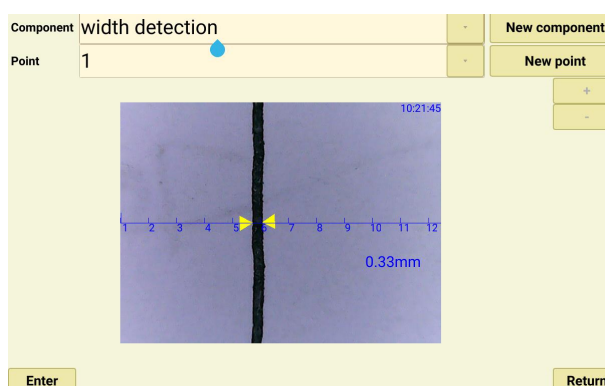 Component width detection - New component
Point 1 - New point
+
-
10:21:45
1 2 3 4 5 6 7 8 9 10 11 12
0.33mm
Enter Return